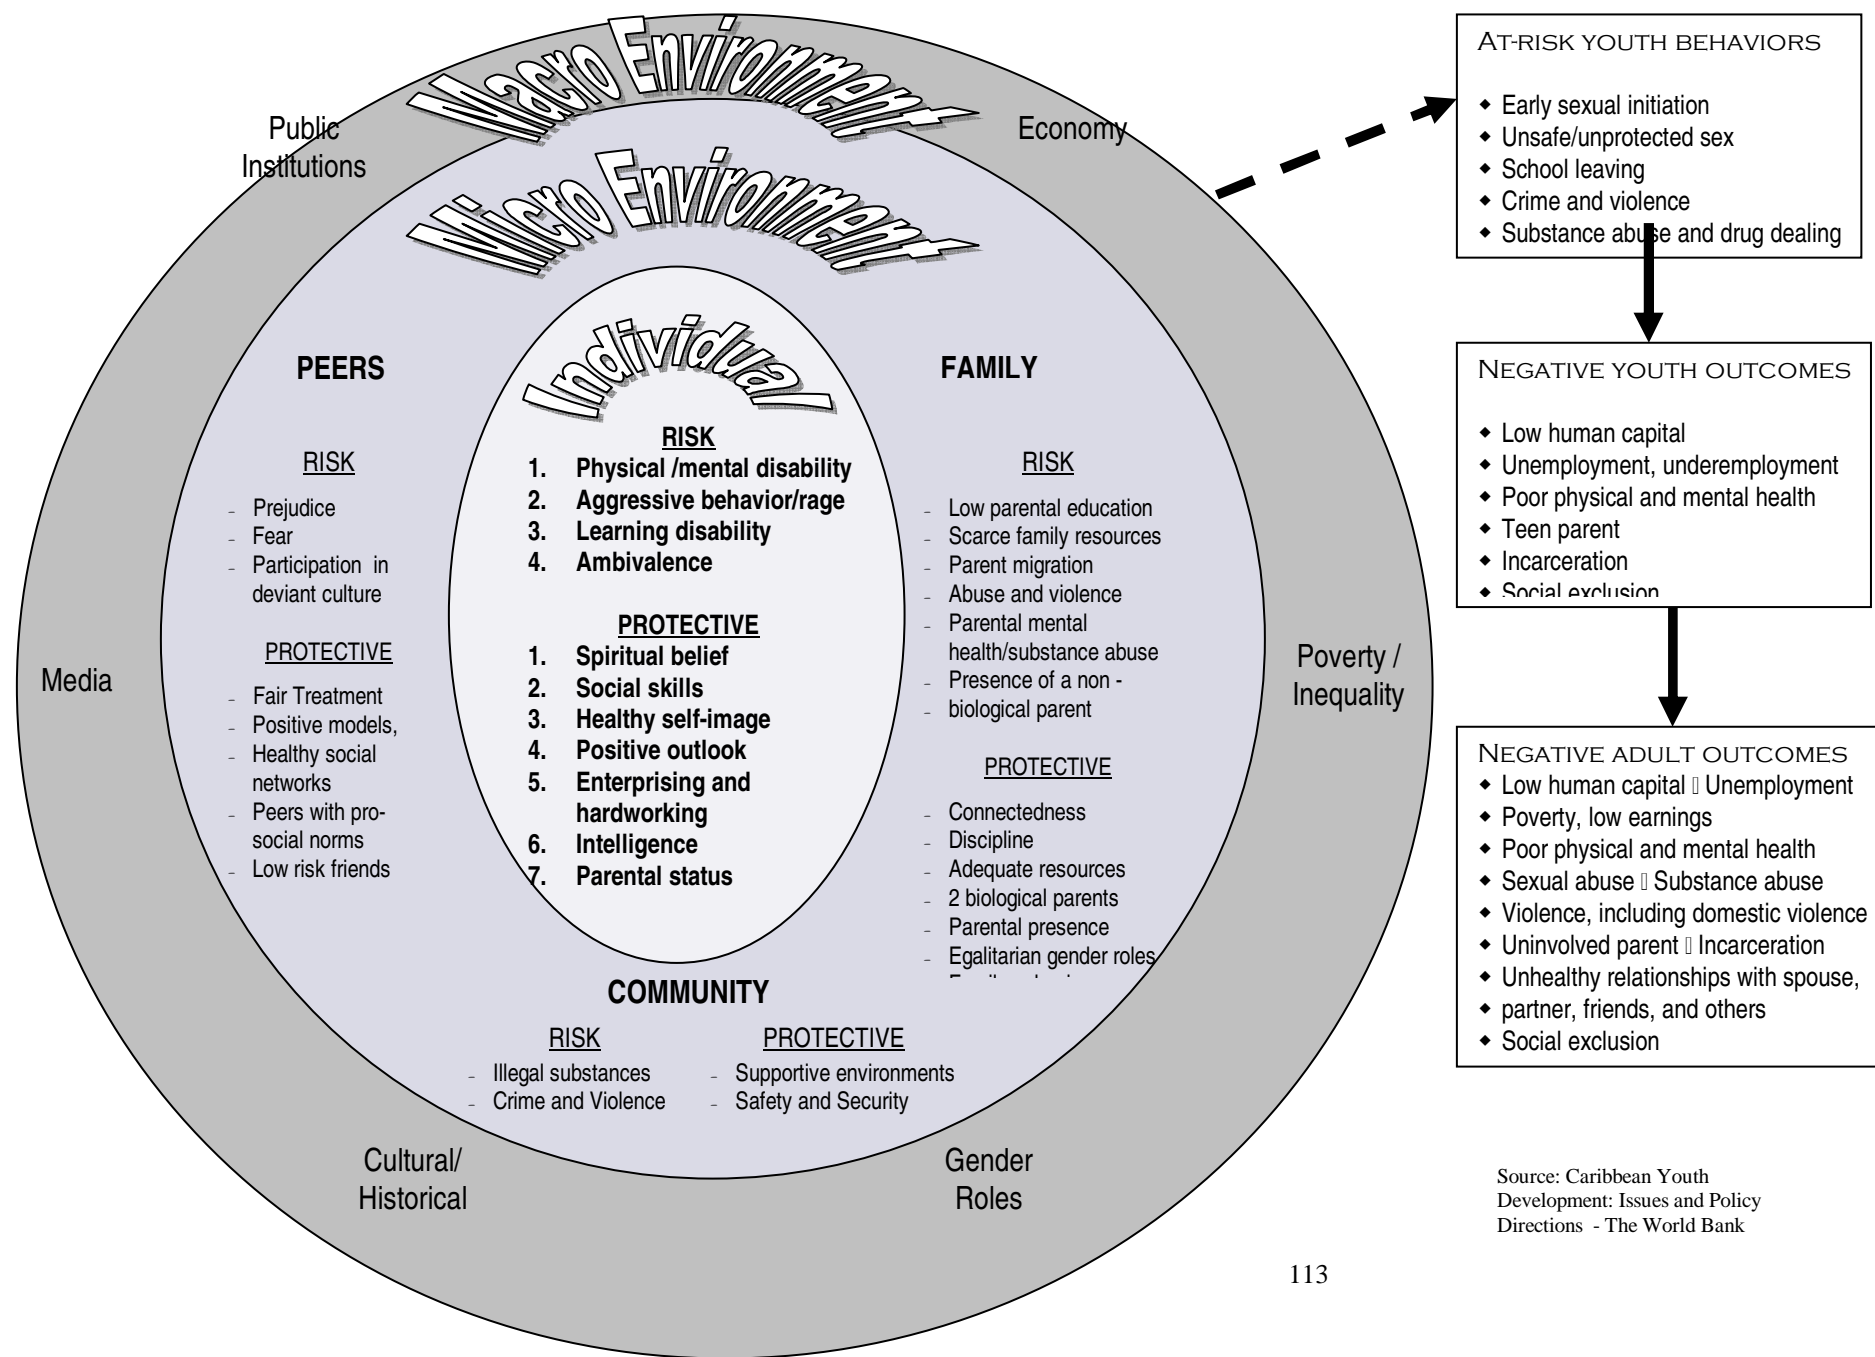 Macro Environment
Public
Institutions
Economy
Micro Environment
Individual
PEERS
RISK
- Prejudice
- Fear
- Participation in
deviant culture
PROTECTIVE
- Fair Treatment
- Positive models,
- Healthy social
networks
- Peers with pro-
social norms
- Low risk friends
RISK
1. Physical /mental disability
2. Aggressive behavior/rage
3. Learning disability
4. Ambivalence
PROTECTIVE
1. Spiritual belief
2. Social skills
3. Healthy self-image
4. Positive outlook
5. Enterprising and
hardworking
6. Intelligence
7. Parental status
FAMILY
RISK
- Low parental education
- Scarce family resources
- Parent migration
- Abuse and violence
- Parental mental
health/substance abuse
- Presence of a non -
- biological parent
PROTECTIVE
- Connectedness
- Discipline
- Adequate resources
- 2 biological parents
- Parental presence
- Egalitarian gender roles
COMMUNITY
RISK
- Illegal substances
- Crime and Violence
PROTECTIVE
- Supportive environments
- Safety and Security
Media
Poverty /
Inequality
Cultural/
Historical
Gender
Roles
AT-RISK YOUTH BEHAVIORS
◆ Early sexual initiation
◆ Unsafe/unprotected sex
◆ School leaving
◆ Crime and violence
◆ Substance abuse and drug dealing
NEGATIVE YOUTH OUTCOMES
◆ Low human capital
◆ Unemployment, underemployment
◆ Poor physical and mental health
◆ Teen parent
◆ Incarceration
◆ Social exclusion
NEGATIVE ADULT OUTCOMES
◆ Low human capital ▯ Unemployment
◆ Poverty, low earnings
◆ Poor physical and mental health
◆ Sexual abuse ▯ Substance abuse
◆ Violence, including domestic violence
◆ Uninvolved parent ▯ Incarceration
◆ Unhealthy relationships with spouse,
◆ partner, friends, and others
◆ Social exclusion
Source: Caribbean Youth
Development: Issues and Policy
Directions - The World Bank
113